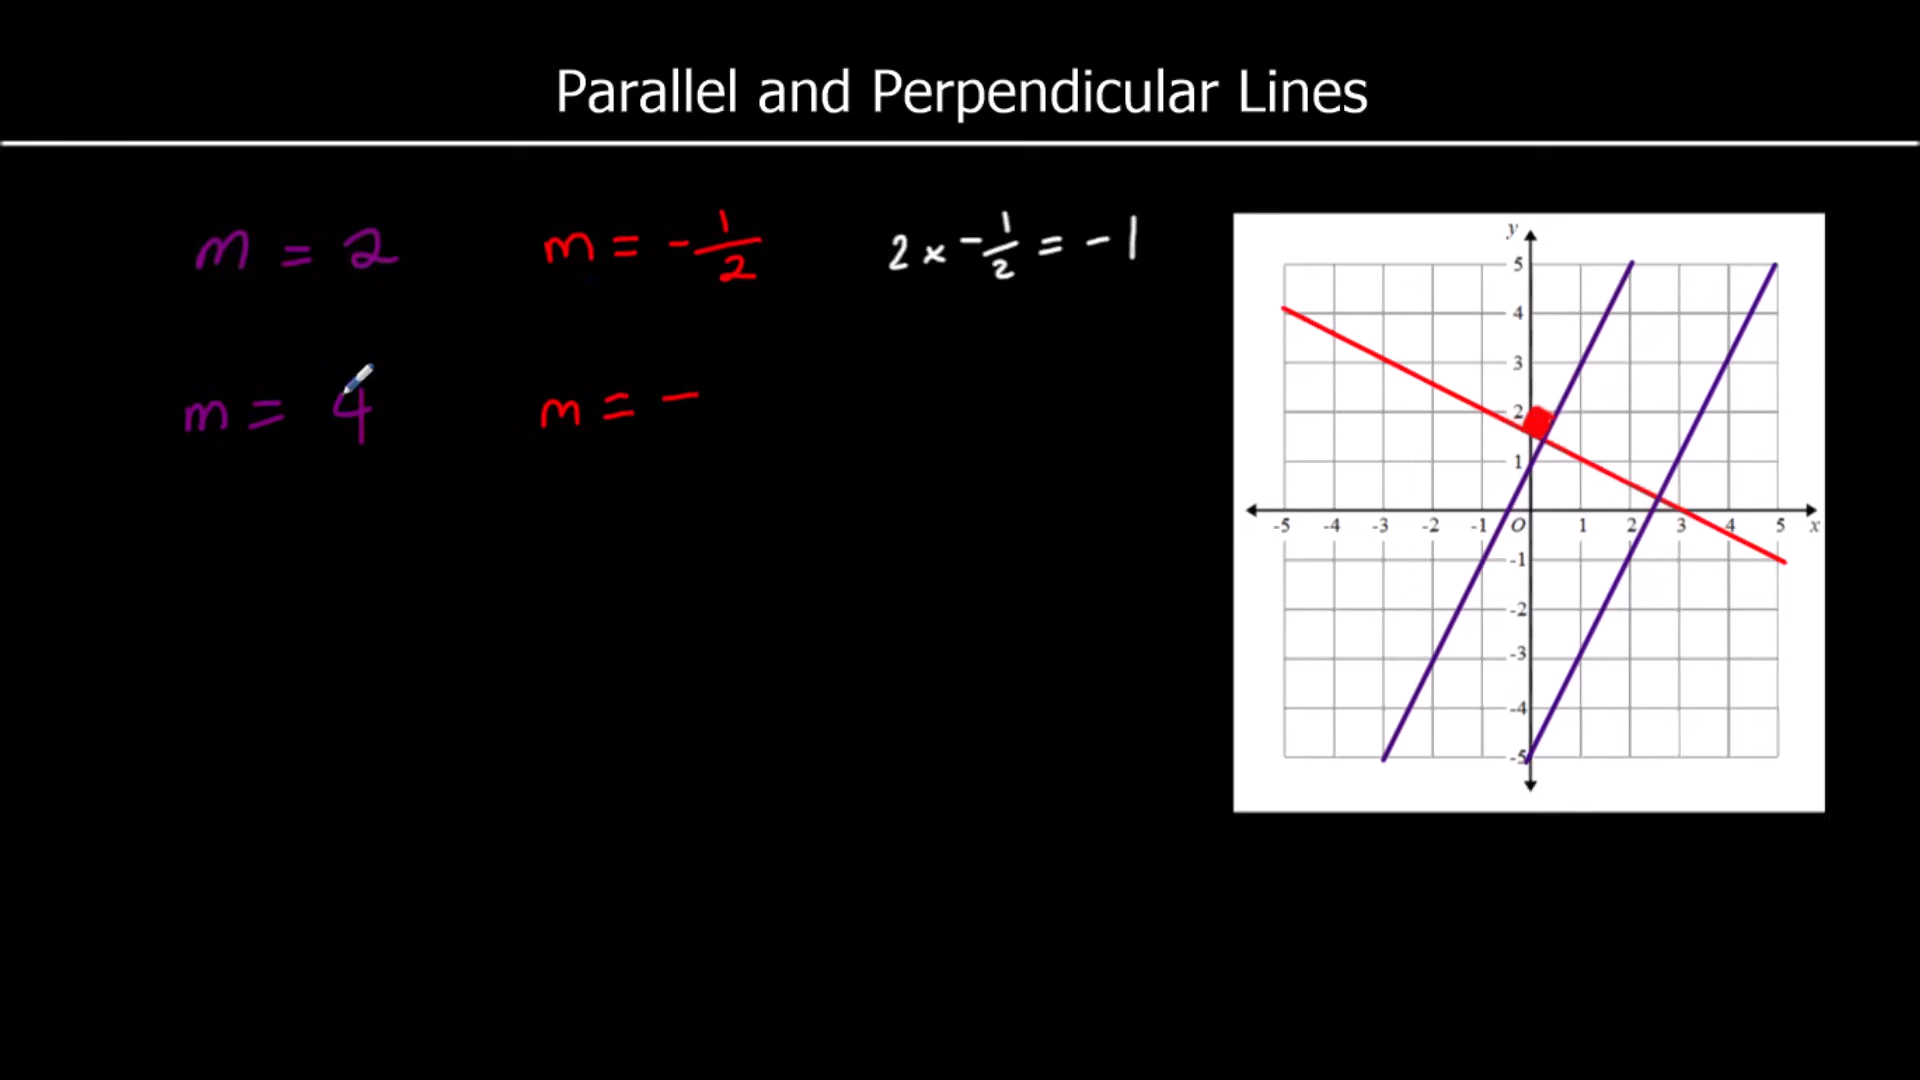 Parallel and Perpendicular Lines
m = 2 m = -1/2 2 x -1/2 = -1
m = 4 m = -
y
5
4
3
2
1
-5 -4 -3 -2 -1 O 1 2 3 4 5 x
-1
-2
-3
-4
-5